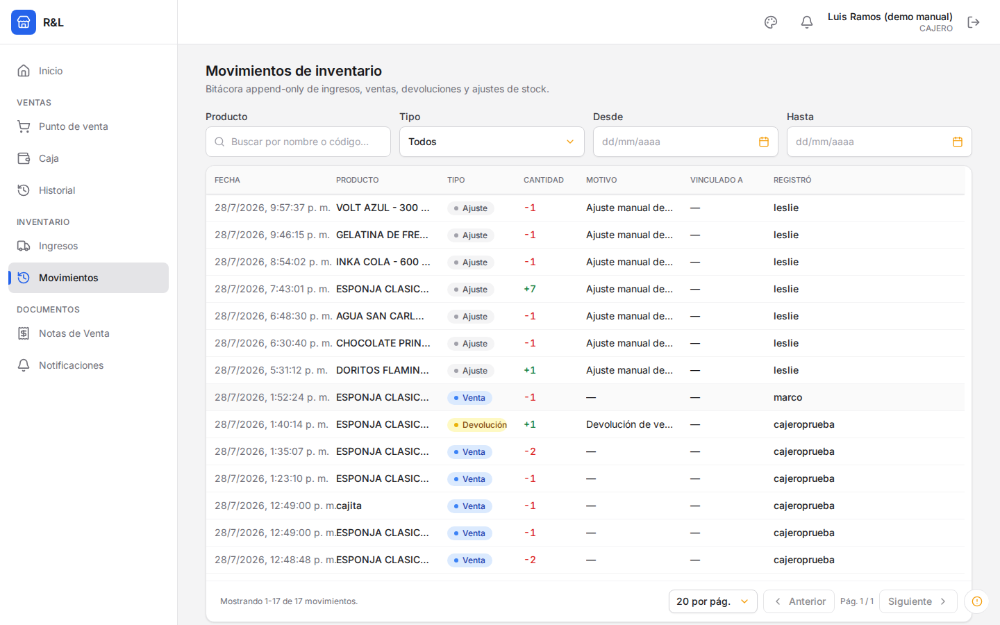 R&L
Luis Ramos (demo manual)
CAJERO
Inicio
VENTAS
Punto de venta
Caja
Historial
INVENTARIO
Ingresos
Movimientos
DOCUMENTOS
Notas de Venta
Notificaciones
Movimientos de inventario
Bitácora append-only de ingresos, ventas, devoluciones y ajustes de stock.
Producto Tipo Desde Hasta
Buscar por nombre o código... Todos dd/mm/aaaa dd/mm/aaaa
FECHA PRODUCTO TIPO CANTIDAD MOTIVO VINCULADO A REGISTRÓ
28/7/2026, 9:57:37 p. m. VOLT AZUL - 300 ... Ajuste -1 Ajuste manual de... — leslie
28/7/2026, 9:46:15 p. m. GELATINA DE FRE... Ajuste -1 Ajuste manual de... — leslie
28/7/2026, 8:54:02 p. m. INKA COLA - 600 ... Ajuste -1 Ajuste manual de... — leslie
28/7/2026, 7:43:01 p. m. ESPONJA CLASIC... Ajuste +7 Ajuste manual de... — leslie
28/7/2026, 6:48:30 p. m. AGUA SAN CARL... Ajuste -1 Ajuste manual de... — leslie
28/7/2026, 6:30:40 p. m. CHOCOLATE PRIN... Ajuste -1 Ajuste manual de... — leslie
28/7/2026, 5:31:12 p. m. DORITOS FLAMIN... Ajuste +1 Ajuste manual de... — leslie
28/7/2026, 1:52:24 p. m. ESPONJA CLASIC... Venta -1 — — marco
28/7/2026, 1:40:14 p. m. ESPONJA CLASIC... Devolución +1 Devolución de ve... — cajeroprueba
28/7/2026, 1:35:07 p. m. ESPONJA CLASIC... Venta -2 — — cajeroprueba
28/7/2026, 1:23:10 p. m. ESPONJA CLASIC... Venta -1 — — cajeroprueba
28/7/2026, 12:49:00 p. m. cajita Venta -1 — — cajeroprueba
28/7/2026, 12:49:00 p. m. ESPONJA CLASIC... Venta -1 — — cajeroprueba
28/7/2026, 12:48:48 p. m. ESPONJA CLASIC... Venta -2 — — cajeroprueba
Mostrando 1-17 de 17 movimientos. 20 por pág. Anterior Pág. 1 / 1 Siguiente